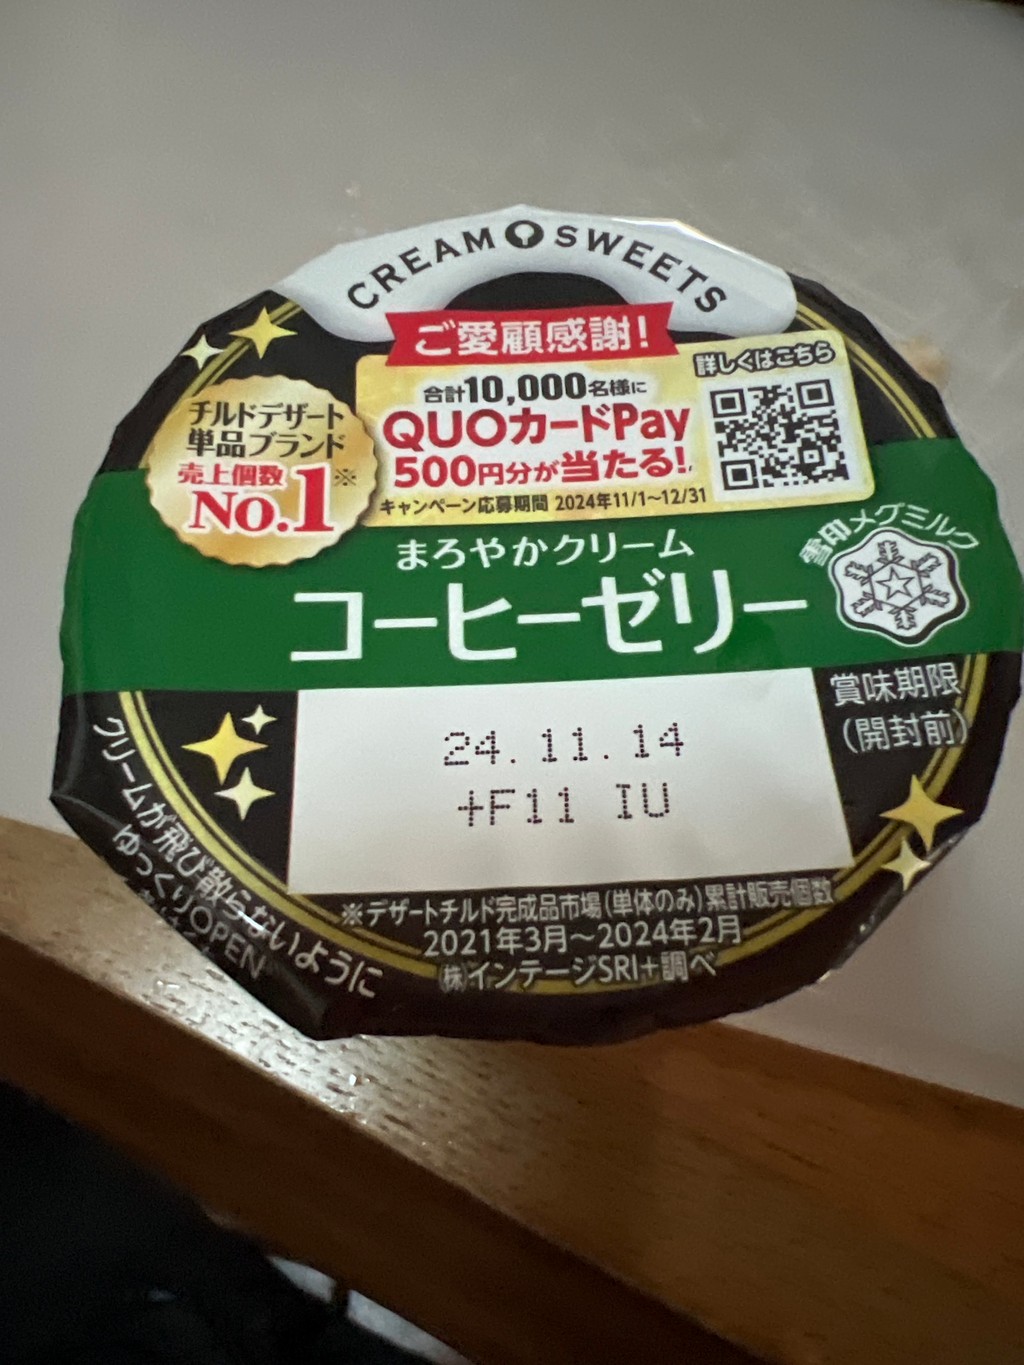 CREAM SWEETS
ご愛顧感謝!
合計10,000名様に
QUOカードPay
500円分が当たる!
キャンペーン応募期間 2024年11/1~12/31
詳しくはこちら
チルドデザート
単品ブランド
売上個数※
No.1
雪印メグミルク
まろやかクリーム
コーヒーゼリー
賞味期限
(開封前)
24.11.14
+F11 IU
クリームが飛び散らないように
ゆっくりOPEN
※デザートチルド完成品市場(単体のみ)累計販売個数
2021年3月~2024年2月
㈱インテージSRI+調べ